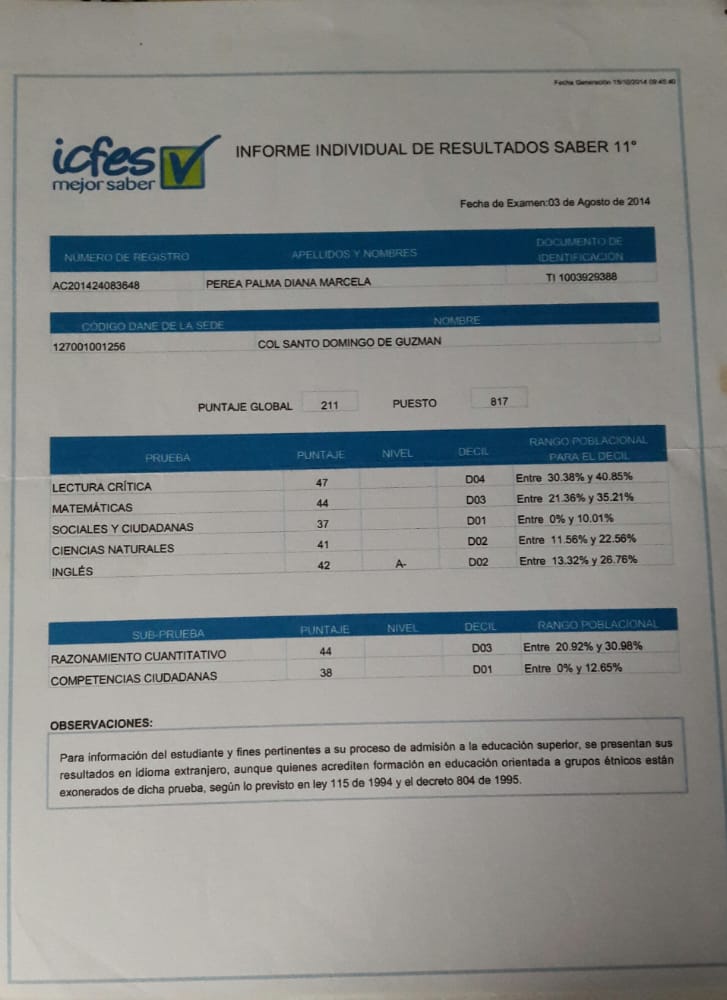 Fecha Generación 15/10/2014 09:45:40
icfes
mejor saber
INFORME INDIVIDUAL DE RESULTADOS SABER 11°
Fecha de Examen:03 de Agosto de 2014
NÚMERO DE REGISTRO APELLIDOS Y NOMBRES DOCUMENTO DE IDENTIFICACIÓN
AC201424083648 PEREA PALMA DIANA MARCELA TI 1003929388
CÓDIGO DANE DE LA SEDE NOMBRE
127001001256 COL SANTO DOMINGO DE GUZMAN
PUNTAJE GLOBAL 211 PUESTO 817
PRUEBA PUNTAJE NIVEL DECIL RANGO POBLACIONAL PARA EL DECIL
LECTURA CRÍTICA 47 D04 Entre 30.38% y 40.85%
MATEMÁTICAS 44 D03 Entre 21.36% y 35.21%
SOCIALES Y CIUDADANAS 37 D01 Entre 0% y 10.01%
CIENCIAS NATURALES 41 D02 Entre 11.56% y 22.56%
INGLÉS 42 A- D02 Entre 13.32% y 26.76%
SUB-PRUEBA PUNTAJE NIVEL DECIL RANGO POBLACIONAL
RAZONAMIENTO CUANTITATIVO 44 D03 Entre 20.92% y 30.98%
COMPETENCIAS CIUDADANAS 38 D01 Entre 0% y 12.65%
OBSERVACIONES:
Para información del estudiante y fines pertinentes a su proceso de admisión a la educación superior, se presentan sus
resultados en idioma extranjero, aunque quienes acrediten formación en educación orientada a grupos étnicos están
exonerados de dicha prueba, según lo previsto en ley 115 de 1994 y el decreto 804 de 1995.